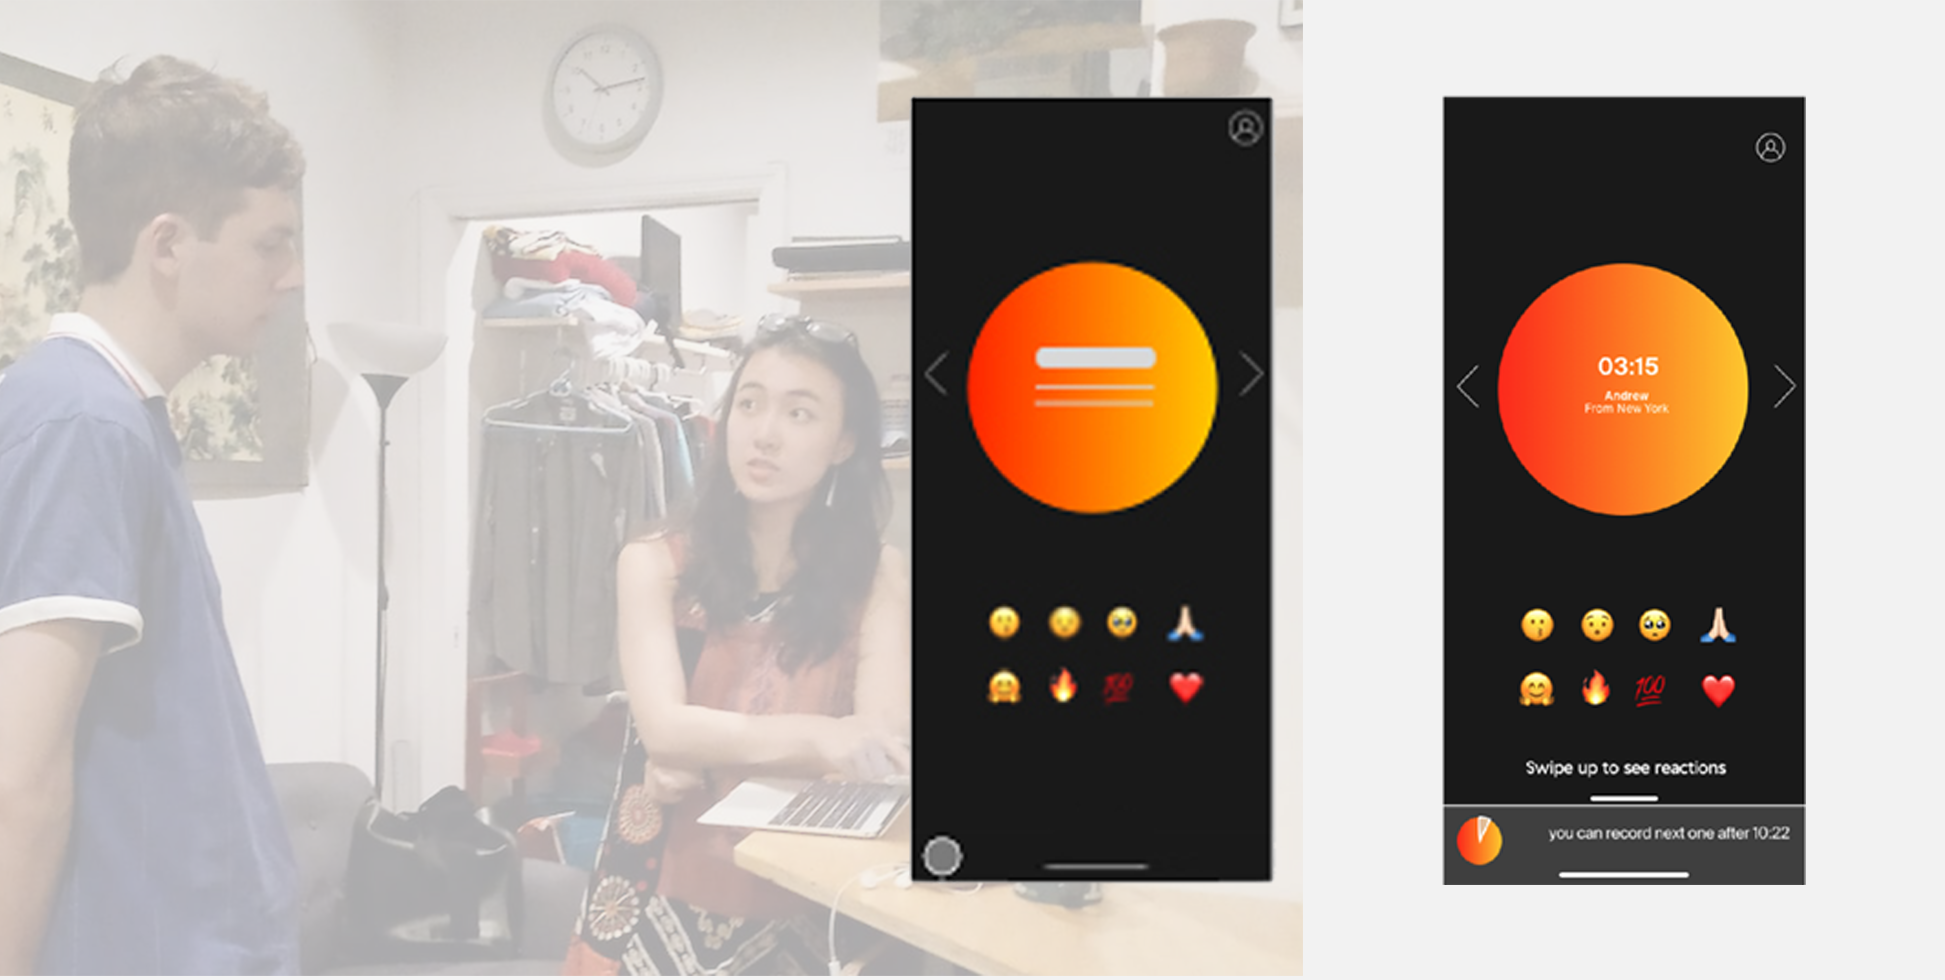 03:15
Andrew
From New York
💯
Swipe up to see reactions
you can record next one after 10:22